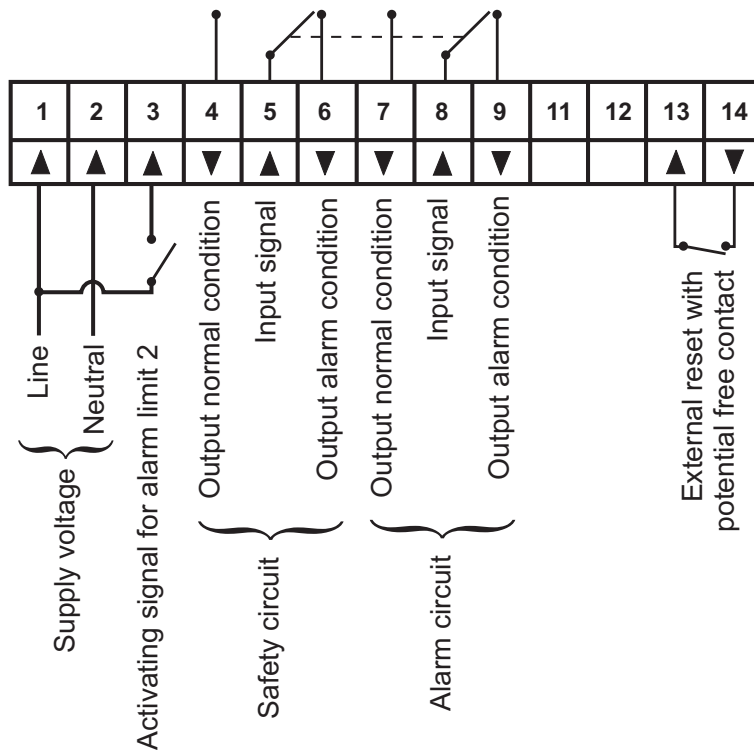 1 2 3 4 5 6 7 8 9 11 12 13 14
Line
Neutral
Supply voltage
Activating signal for alarm limit 2
Output normal condition
Input signal
Output alarm condition
Safety circuit
Output normal condition
Input signal
Output alarm condition
Alarm circuit
External reset with
potential free contact